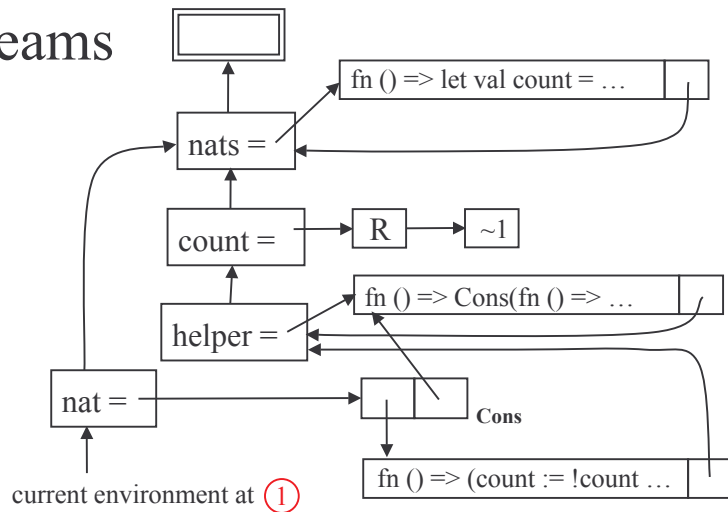 eams
fn () => let val count = …
nats =
count =
R
~1
fn () => Cons(fn () => …
helper =
nat =
Cons
fn () => (count := !count …
current environment at 1